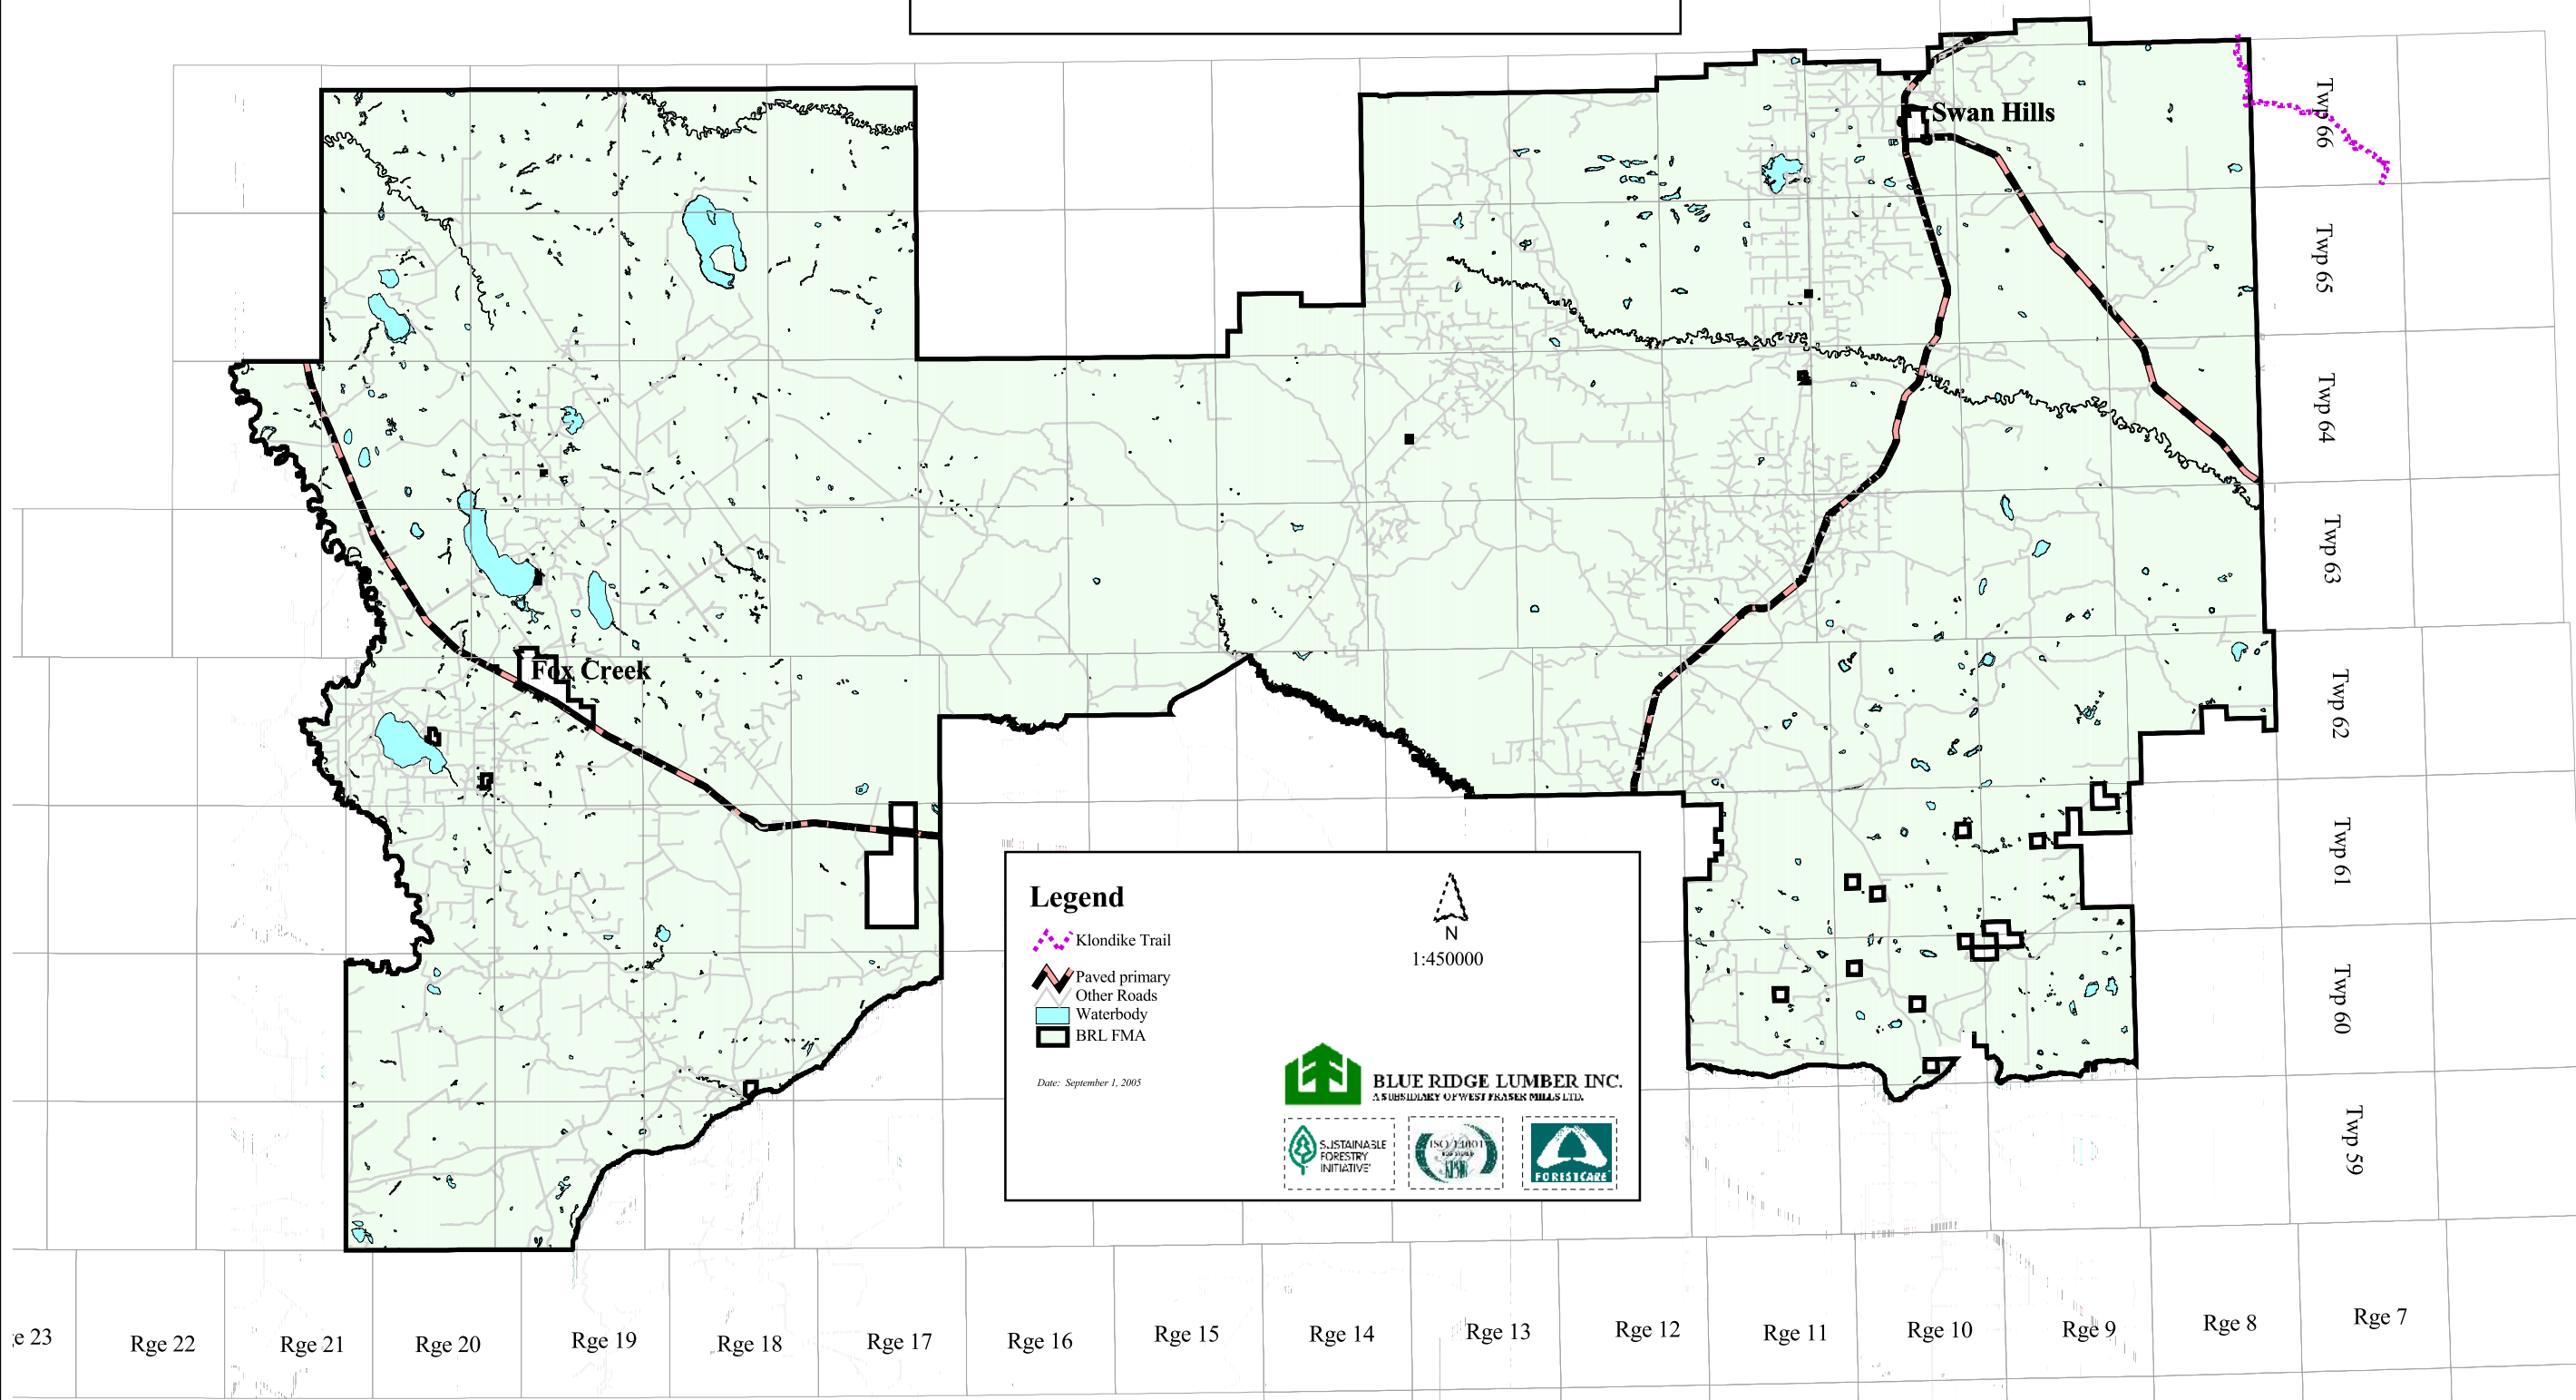 Swan Hills
Twp 66
Twp 65
Twp 64
Twp 63
Fox Creek
Twp 62
Twp 61
Twp 60
Twp 59
Legend
Klondike Trail
Paved primary
Other Roads
Waterbody
BRL FMA
N
1:450000
Date: September 1, 2005
BLUE RIDGE LUMBER INC.
A SUBSIDIARY OF WEST FRASER MILLS LTD.
SUSTAINABLE
FORESTRY
INITIATIVE
ISO 14001
FORESTCARE
e 23
Rge 22
Rge 21
Rge 20
Rge 19
Rge 18
Rge 17
Rge 16
Rge 15
Rge 14
Rge 13
Rge 12
Rge 11
Rge 10
Rge 9
Rge 8
Rge 7